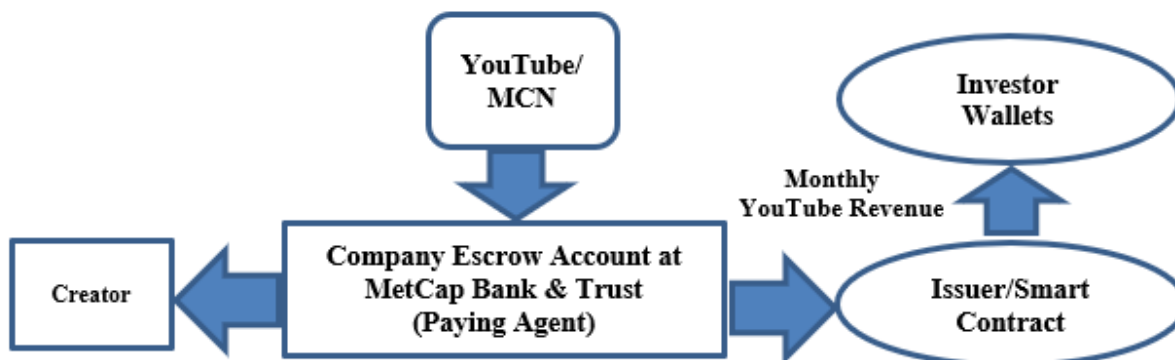 YouTube/
MCN
Investor
Wallets
Monthly
YouTube Revenue
Creator
Company Escrow Account at
MetCap Bank & Trust
(Paying Agent)
Issuer/Smart
Contract